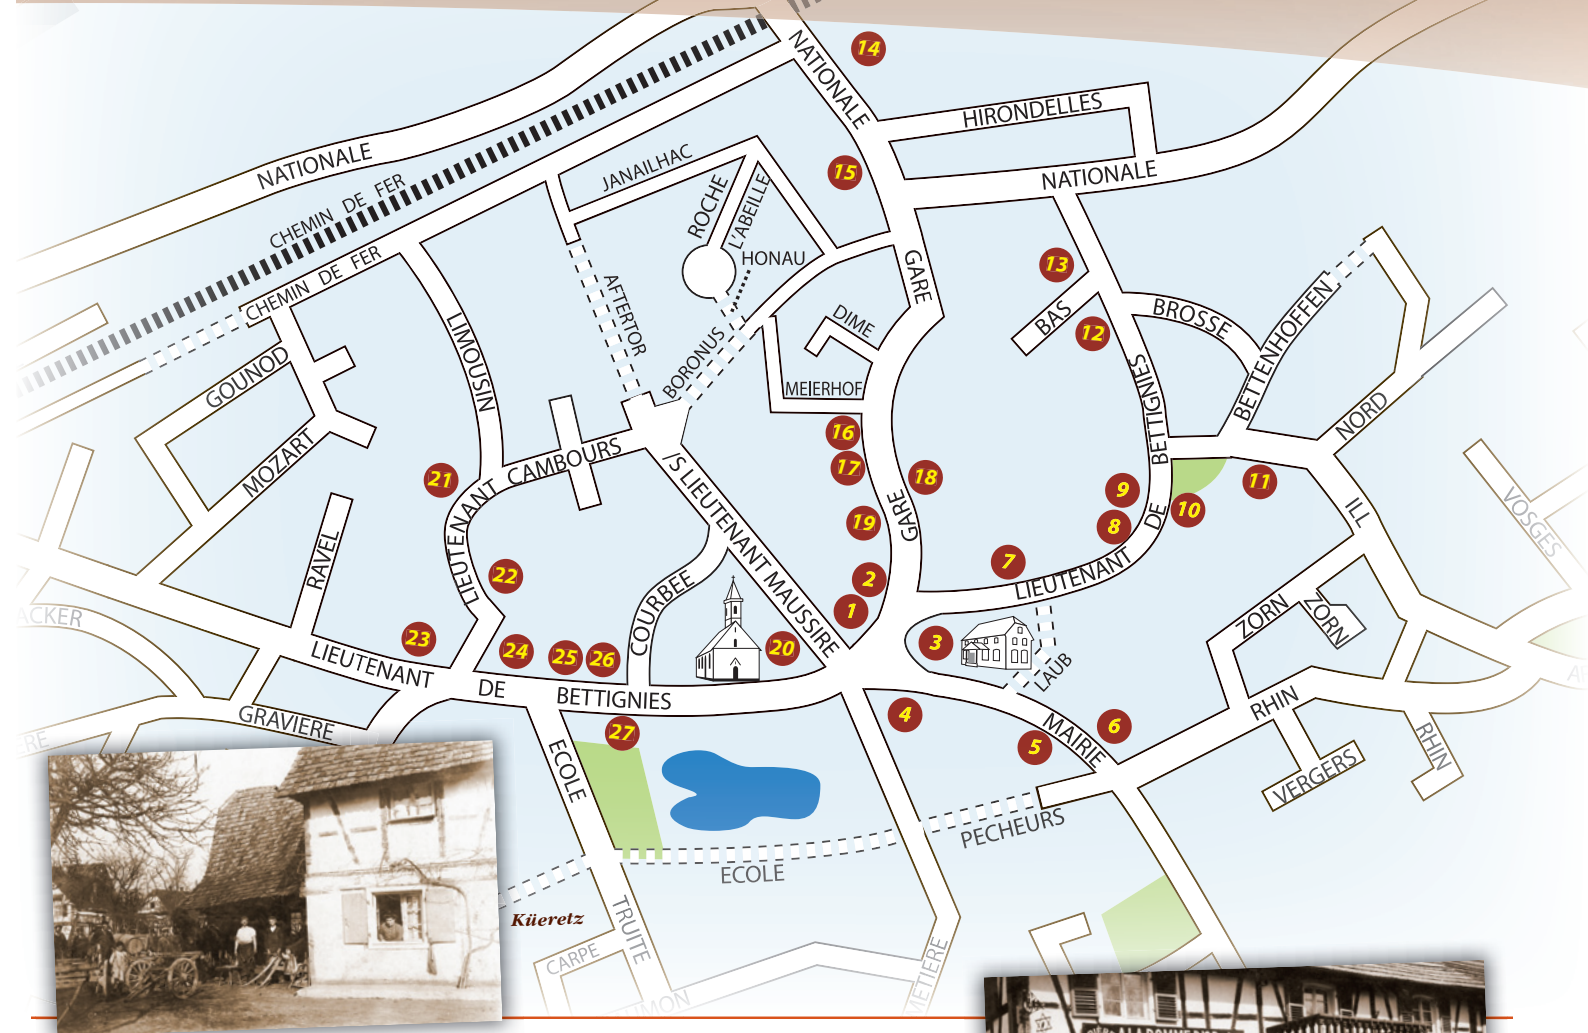 NATIONALE
14
HIRONDELLES
NATIONALE
CHEMIN DE FER
JANAILHAC
15
NATIONALE
ROCHE
L'ABEILLE
CHEMIN DE FER
HONAU
GARE
13
AFTERTOR
LIMOUSIN
DIME
BAS
12
BROSSE
BETTENHOFFEN
GOUNOD
BORONUS
MEIERHOF
NORD
MOZART
16
17
18
21
CAMBOURS
LIEUTENANT
/S LIEUTENANT MAUSSIRE
GARE
19
LIEUTENANT
DE
BETTIGNIES
9
8
10
11
ILL
VOSGES
RAVEL
22
COURBEE
2
1
7
ZORN
ZORN
ACKER
23
24
25
26
20
3
LAUB
LIEUTENANT
DE
BETTIGNIES
GRAVIERE
27
4
5
6
MAIRIE
RHIN
RHIN
VERGERS
ECOLE
PECHEURS
ECOLE
Küeretz
TRUITE
CARPE